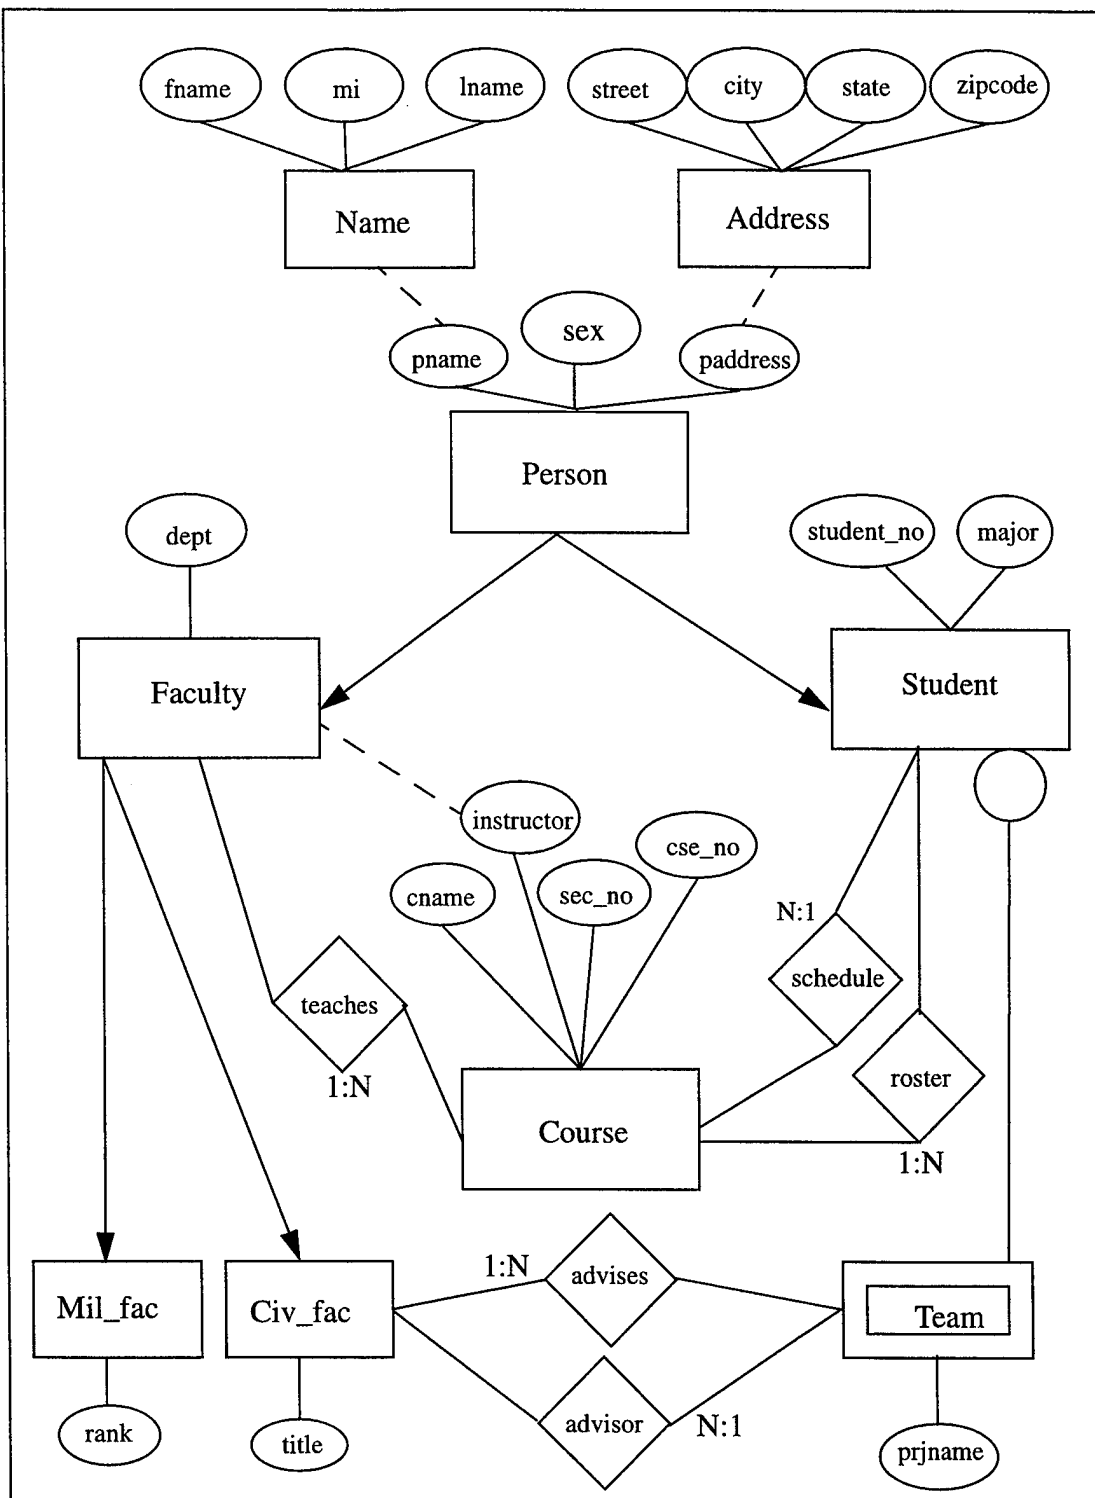 fname
mi
lname
street
city
state
zipcode
Name
Address
pname
sex
paddress
Person
dept
student_no
major
Faculty
Student
instructor
cse_no
cname
sec_no
N:1
schedule
teaches
1:N
roster
Course
1:N
1:N
advises
Mil_fac
Civ_fac
Team
advisor
N:1
rank
title
prjname